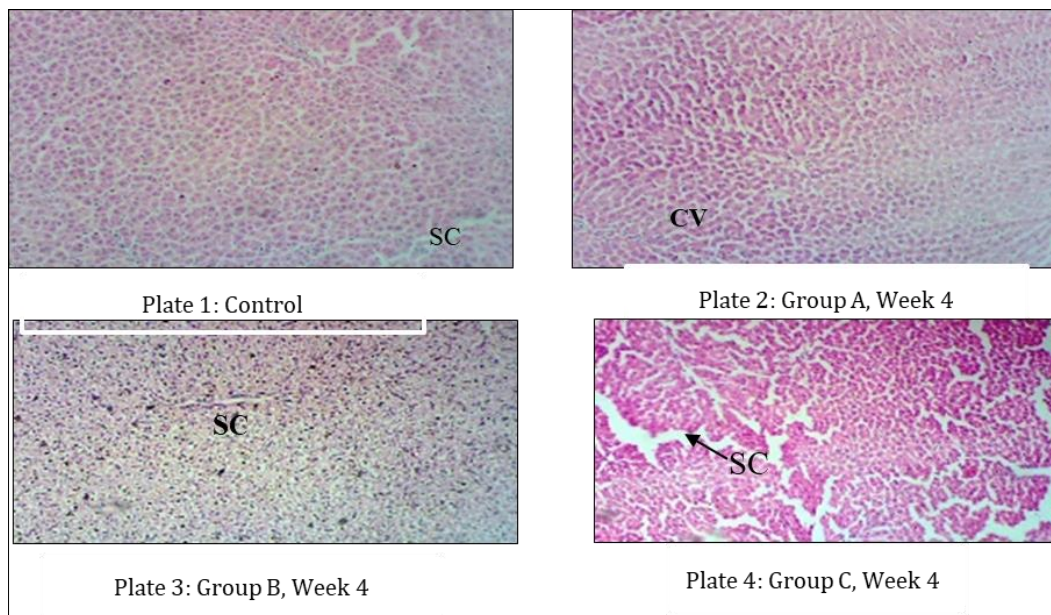 SC
CV
Plate 1: Control
Plate 2: Group A, Week 4
SC
SC
Plate 3: Group B, Week 4
Plate 4: Group C, Week 4